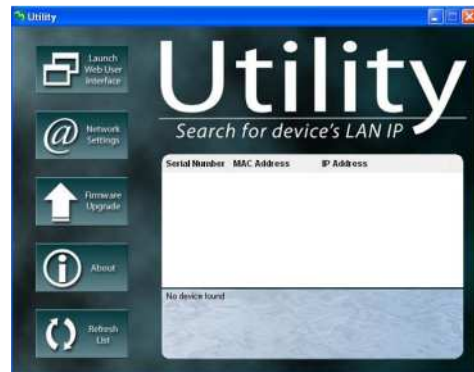 Utility
Launch
Web User
Interface
Network
Settings
Firmware
Upgrade
About
Refresh
List
Utility
Search for device's LAN IP
Serial Number MAC Address IP Address
No device found